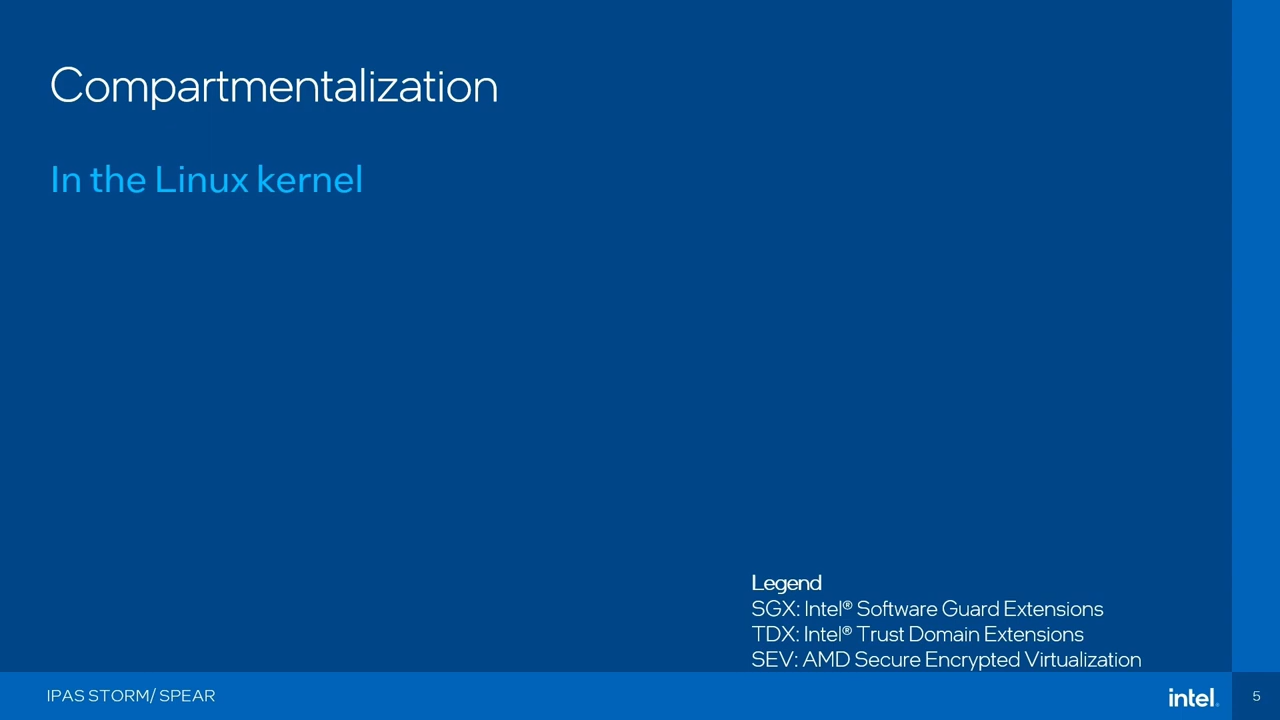 Compartmentalization
In the Linux kernel
Legend
SGX: Intel® Software Guard Extensions
TDX: Intel® Trust Domain Extensions
SEV: AMD Secure Encrypted Virtualization
IPAS STORM/ SPEAR
intel.
5